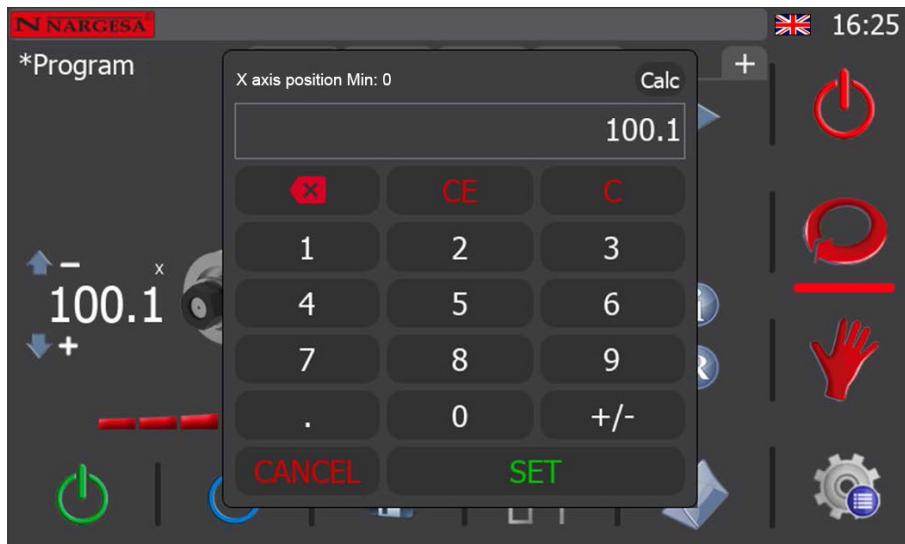 NARGESA
16:25
*Program
+
X axis position Min: 0
Calc
100.1
CE
C
1
2
3
x
100.1
4
5
6
7
8
9
.
0
+/-
CANCEL
SET